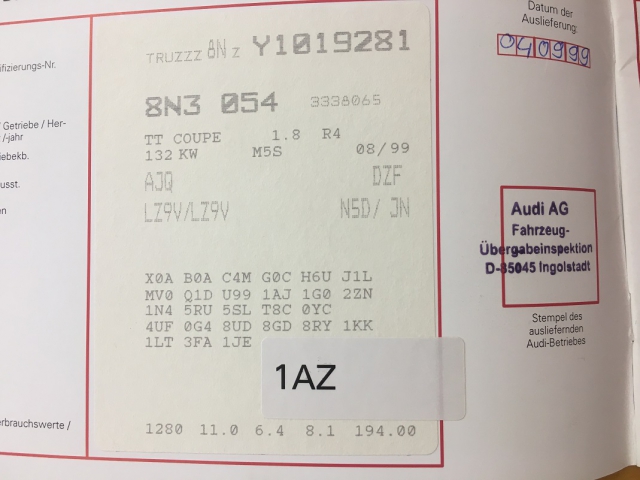 Datum der
Auslieferung:
040999
TRUZZZ 8N Z Y1019281
fizierungs-Nr.
8N3 054 3338065
/ Getriebe / Her-
/-jahr
TT COUPE 1.8 R4
132 KW M5S 08/99
iebekb.
AJQ DZF
usst.
LZ9V/LZ9V N5D/ JN
en
Audi AG
Fahrzeug-
Übergabeinspektion
D-85045 Ingolstadt
X0A B0A C4M G0C H6U J1L
MV0 Q1D U99 1AJ 1G0 2ZN
1N4 5RU 5SL T8C 0YC
4UF 0G4 8UD 8GD 8RY 1KK
1LT 3FA 1JE
1AZ
Stempel des
ausliefernden
Audi-Betriebes
erbrauchswerte /
1280 11.0 6.4 8.1 194.00